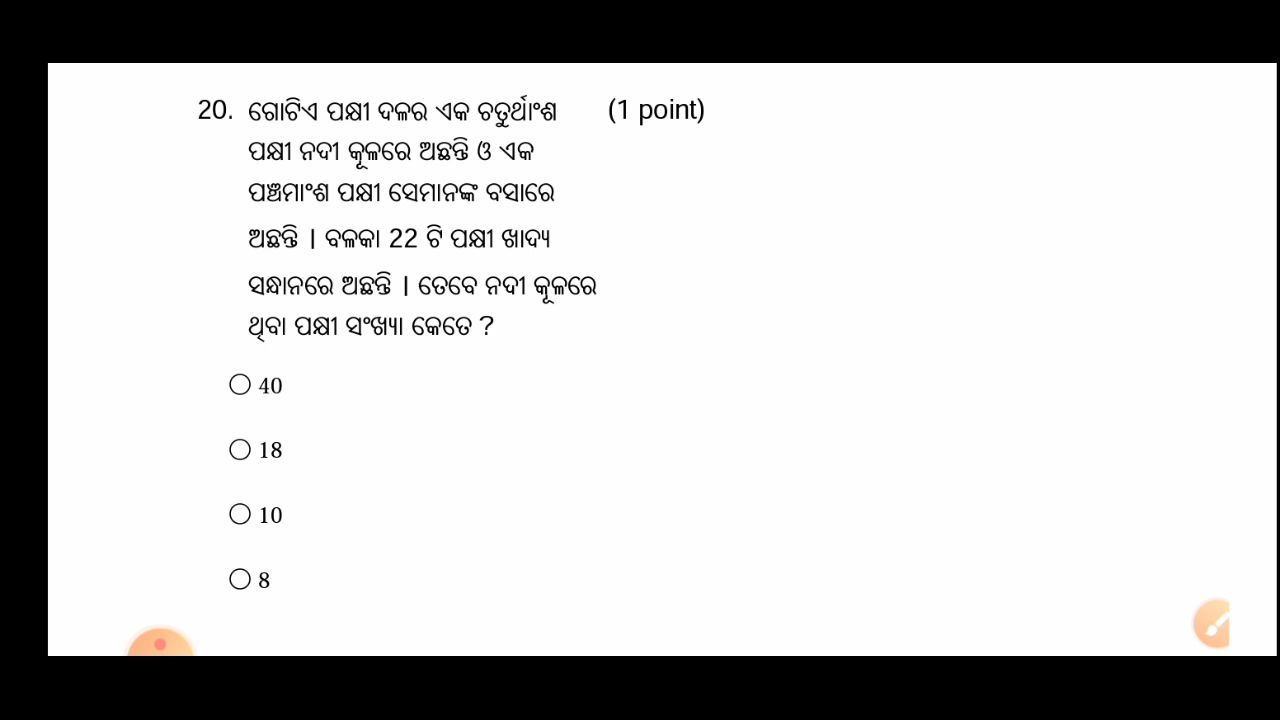 20. ଗୋଟିଏ ପକ୍ଷୀ ଦଳର ଏକ ଚତୁର୍ଥାଂଶ (1 point)
ପକ୍ଷୀ ନଦୀ କୂଳରେ ଅଛନ୍ତି ଓ ଏକ
ପଞ୍ଚମାଂଶ ପକ୍ଷୀ ସେମାନଙ୍କ ବସାରେ
ଅଛନ୍ତି | ବଳକା 22 ଟି ପକ୍ଷୀ ଖାଦ୍ୟ
ସନ୍ଧାନରେ ଅଛନ୍ତି | ତେବେ ନଦୀ କୂଳରେ
ଥିବା ପକ୍ଷୀ ସଂଖ୍ୟା କେତେ ?
40
18
10
8